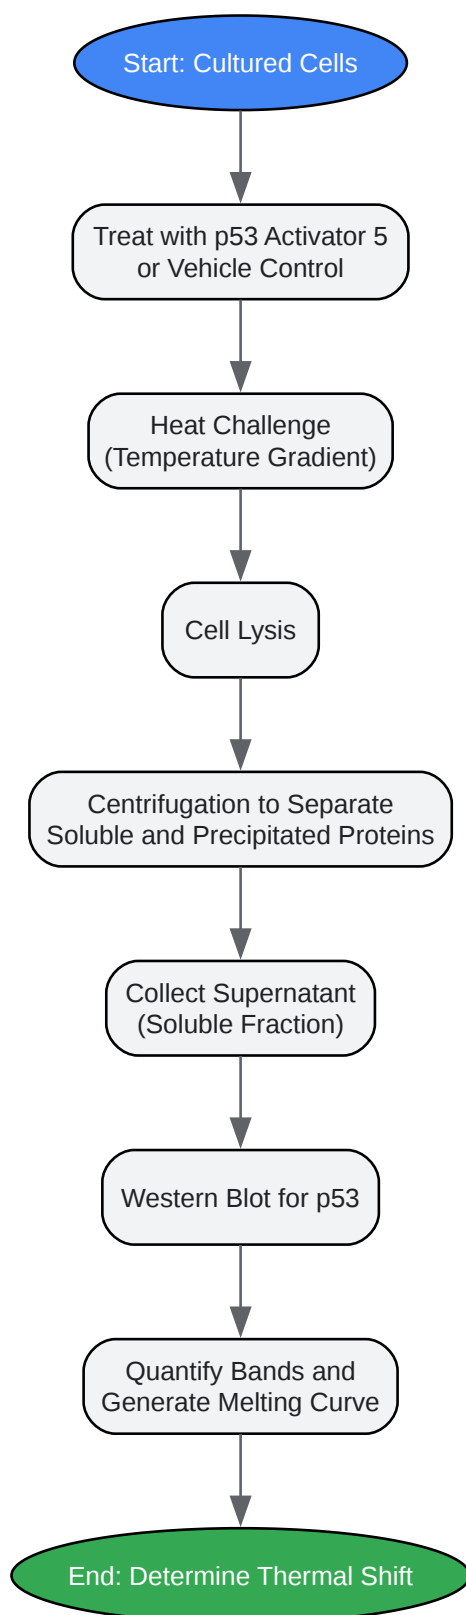 Start: Cultured Cells
Treat with p53 Activator 5
or Vehicle Control
Heat Challenge
(Temperature Gradient)
Cell Lysis
Centrifugation to Separate
Soluble and Precipitated Proteins
Collect Supernatant
(Soluble Fraction)
Western Blot for p53
Quantify Bands and
Generate Melting Curve
End: Determine Thermal Shift